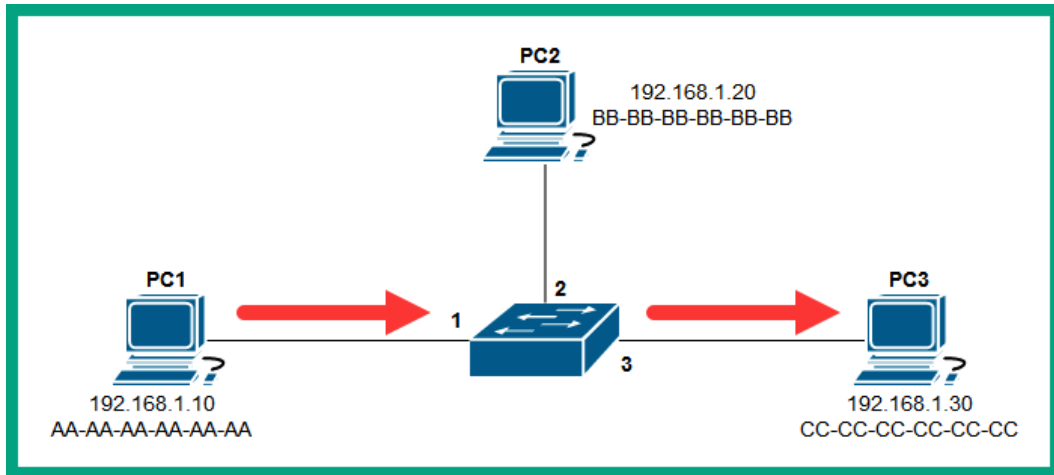 PC2
192.168.1.20
BB-BB-BB-BB-BB-BB
PC1
2
PC3
1
3
192.168.1.10
AA-AA-AA-AA-AA-AA
192.168.1.30
CC-CC-CC-CC-CC-CC